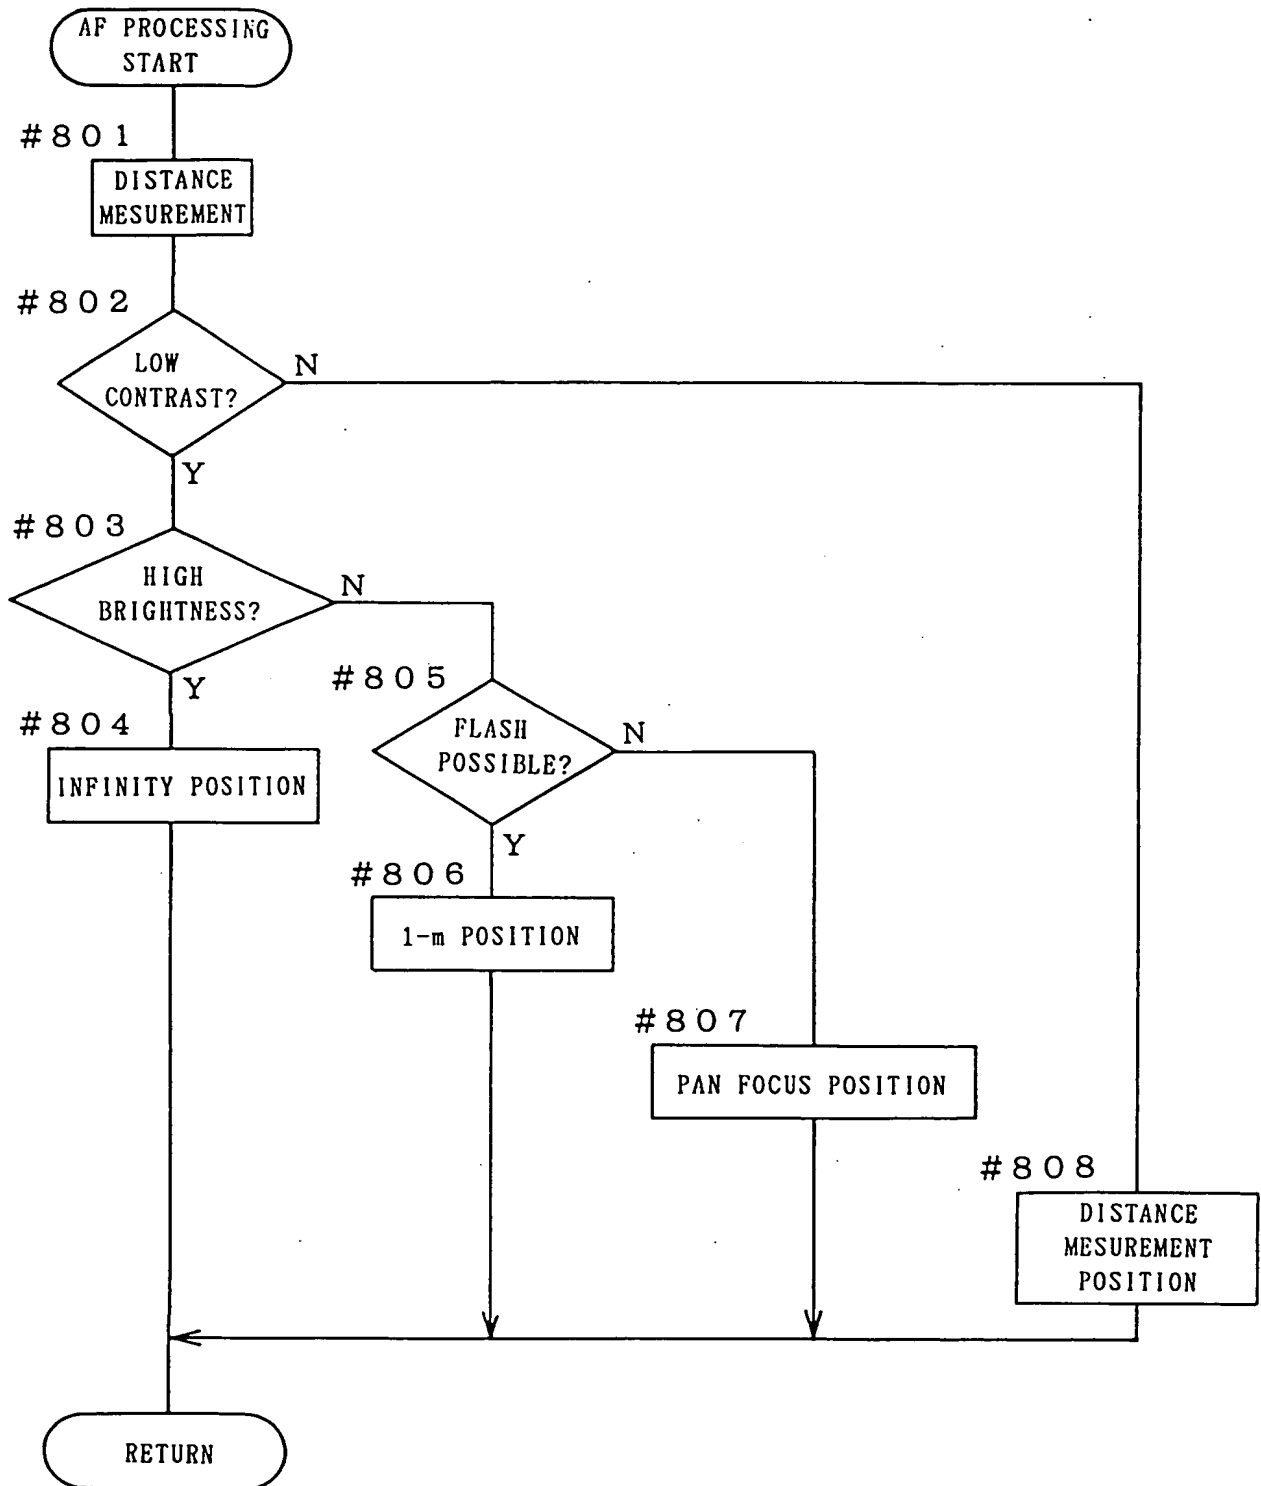 AF PROCESSING
START
#801
DISTANCE
MESUREMENT
#802
LOW
CONTRAST?
N
Y
#803
HIGH
BRIGHTNESS?
N
Y
#804
INFINITY POSITION
#805
FLASH
POSSIBLE?
N
Y
#806
1-m POSITION
#807
PAN FOCUS POSITION
#808
DISTANCE
MESUREMENT
POSITION
RETURN